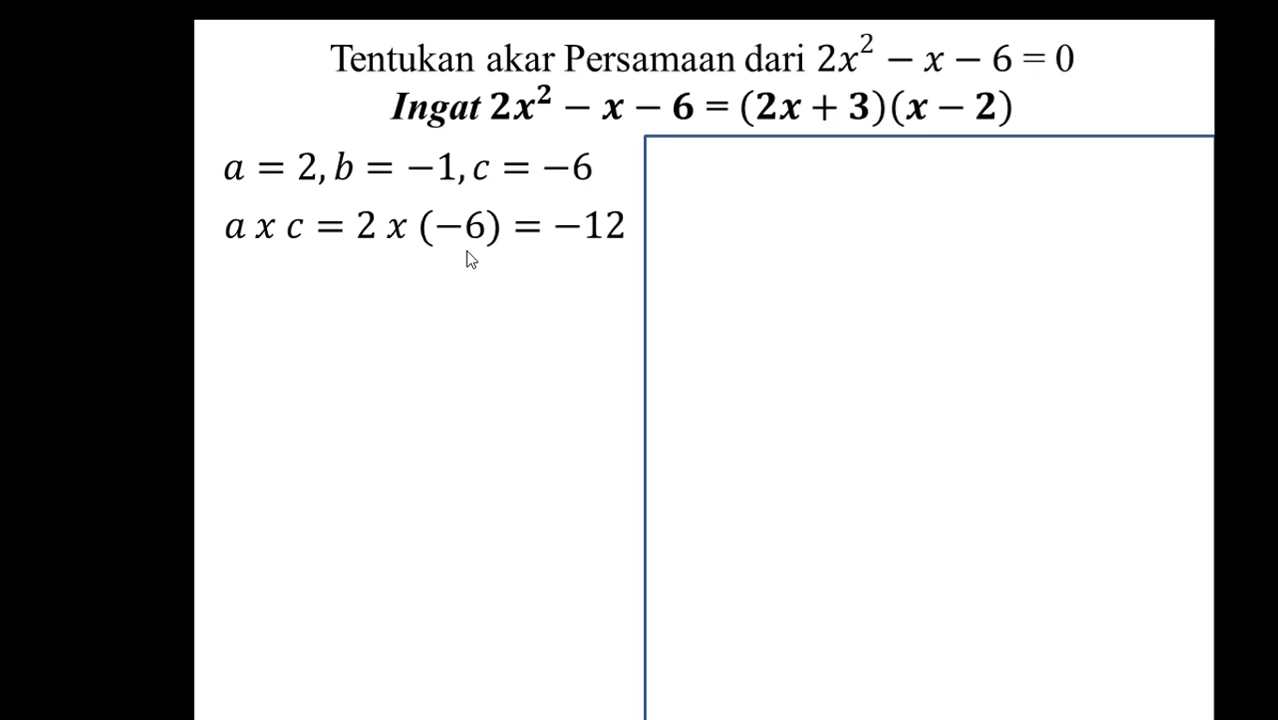 Tentukan akar Persamaan dari 2x² − x − 6 = 0
Ingat 2x² − x − 6 = (2x + 3)(x − 2)
a = 2, b = −1, c = −6
a x c = 2 x (−6) = −12